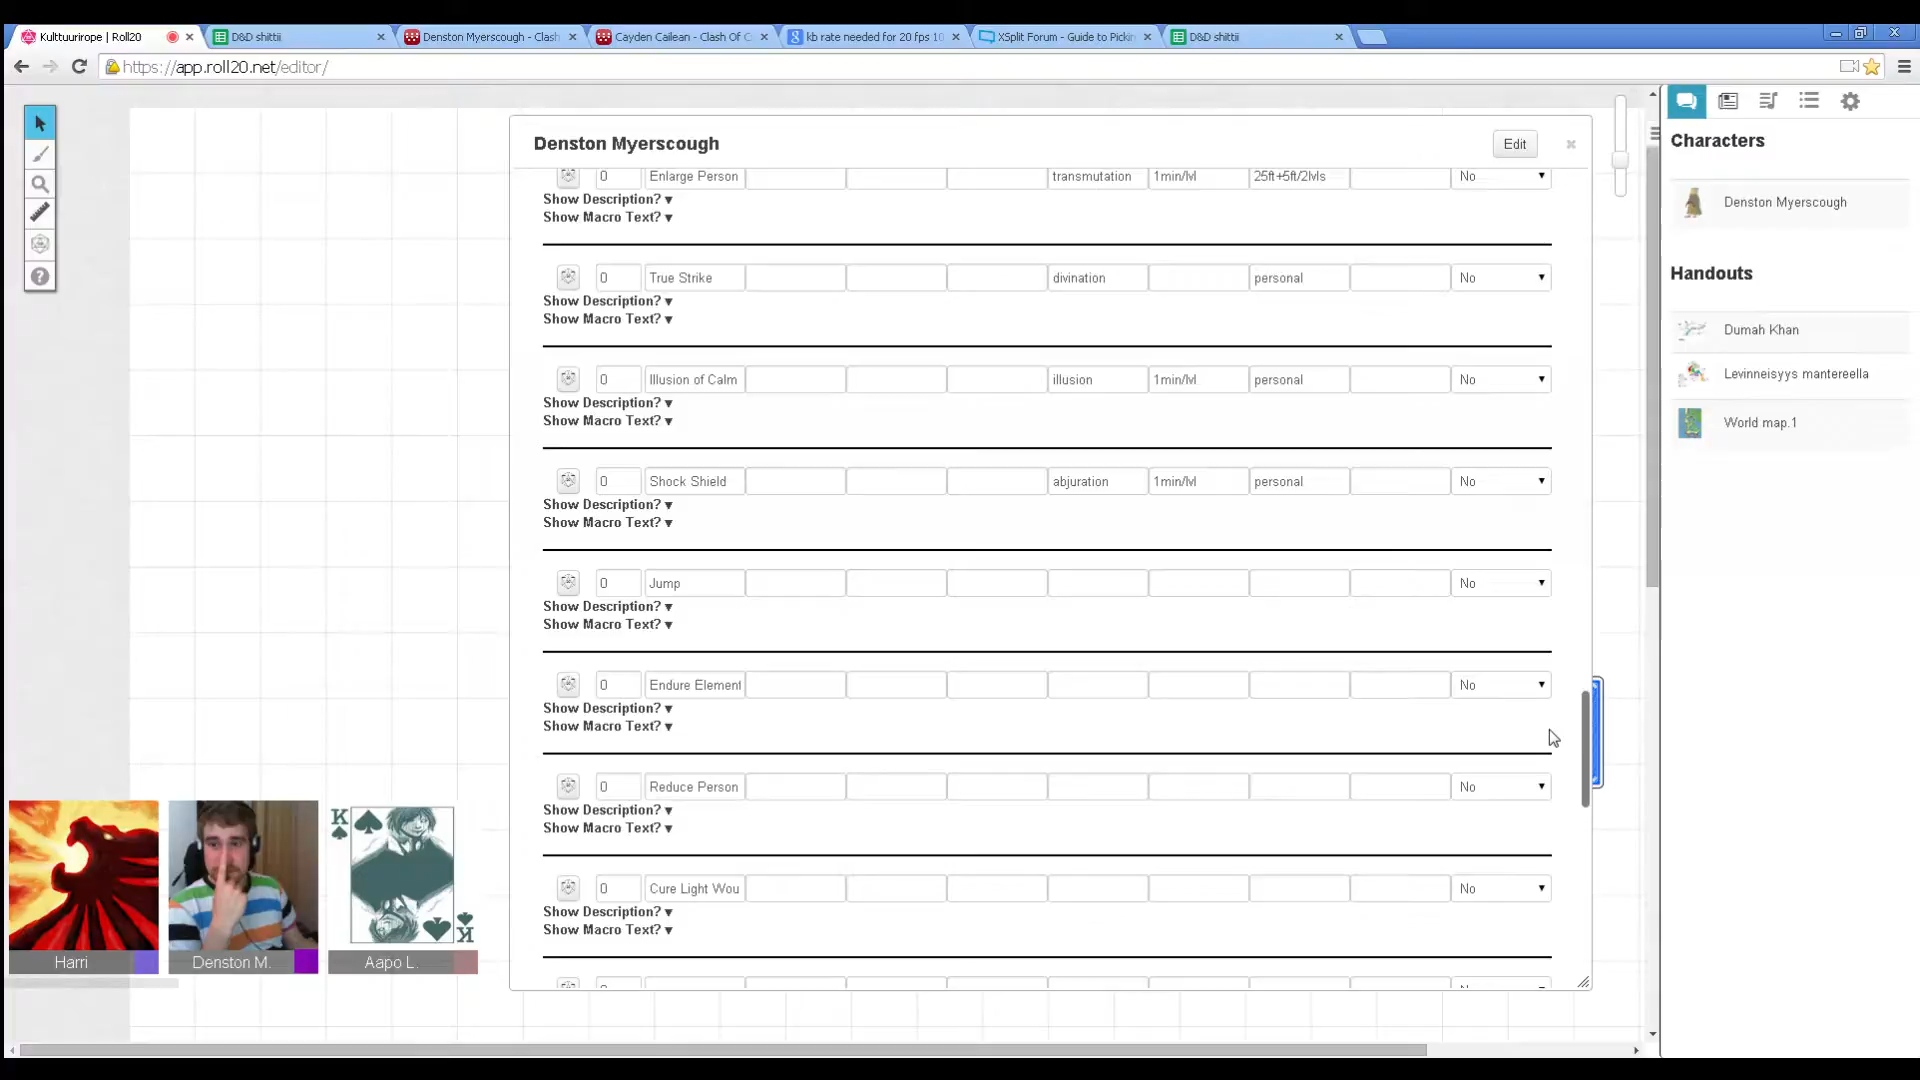 Kulttuurirope | Roll20
D&D shittii
Denston Myerscough - Clash
Cayden Cailean - Clash Of C
kb rate needed for 20 fps 10
XSplit Forum - Guide to Pickin
D&D shittii
https://app.roll20.net/editor/
Denston Myerscough
Edit
0 Enlarge Person transmutation 1min/lvl 25ft+5ft/2lvls No
Show Description?
Show Macro Text?
0 True Strike divination personal No
Show Description?
Show Macro Text?
0 Illusion of Calm illusion 1min/lvl personal No
Show Description?
Show Macro Text?
0 Shock Shield abjuration 1min/lvl personal No
Show Description?
Show Macro Text?
0 Jump No
Show Description?
Show Macro Text?
0 Endure Element No
Show Description?
Show Macro Text?
0 Reduce Person No
Show Description?
Show Macro Text?
0 Cure Light Wou No
Show Description?
Show Macro Text?
Characters
Denston Myerscough
Handouts
Dumah Khan
Levinneisyys mantereella
World map.1
K
K
Harri
Denston M.
Aapo L.